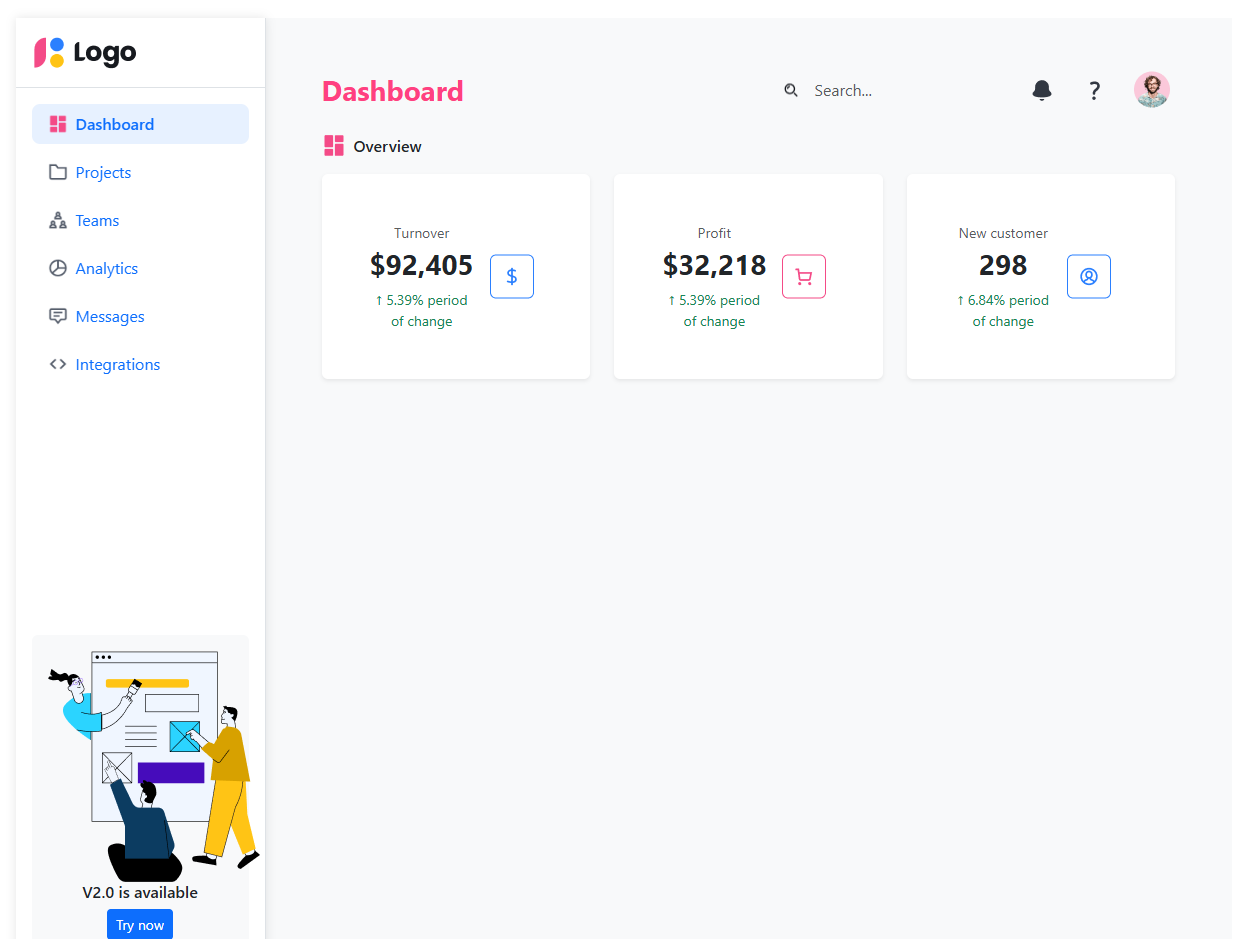 Logo
Dashboard
Projects
Teams
Analytics
Messages
Integrations
V2.0 is available
Try now
Dashboard
Search...
?
Overview
Turnover
$92,405
$
↑ 5.39% period
of change
Profit
$32,218
↑ 5.39% period
of change
New customer
298
↑ 6.84% period
of change